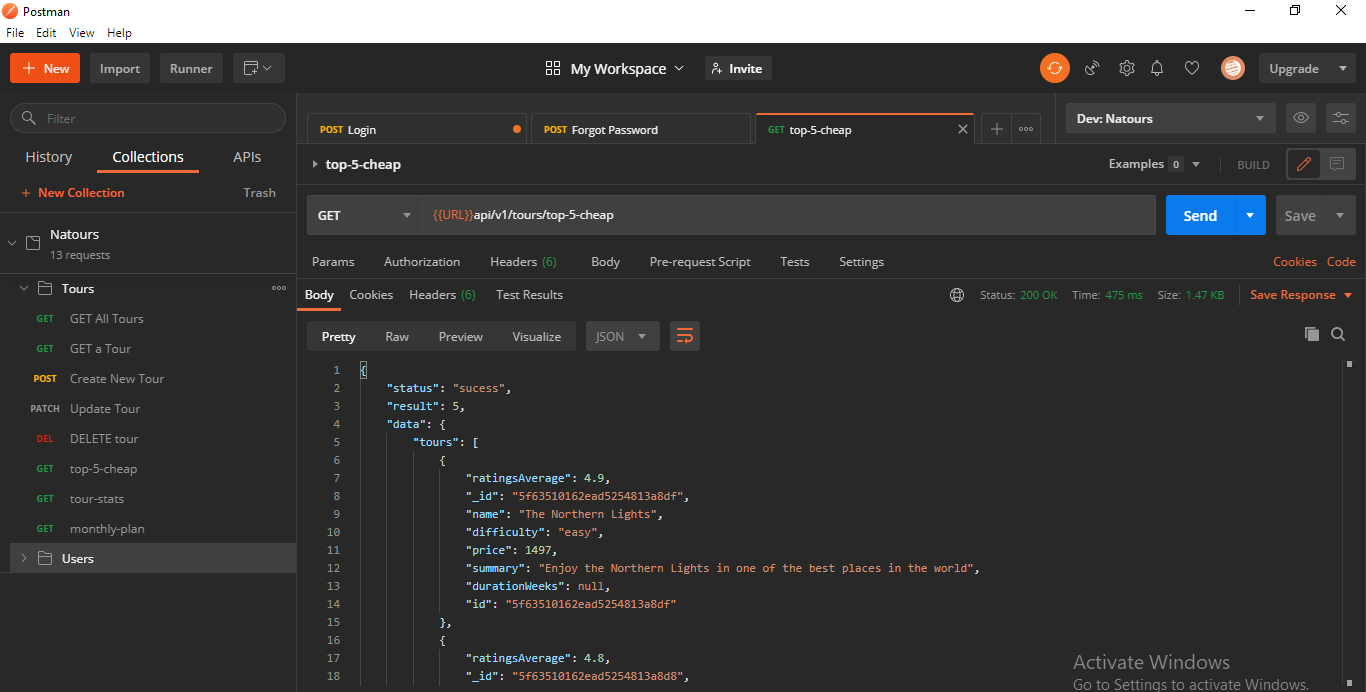 Postman
File Edit View Help
New Import Runner My Workspace Invite Upgrade
Filter
History Collections APIs
New Collection Trash
Natours
13 requests
Tours
GET GET All Tours
GET GET a Tour
POST Create New Tour
PATCH Update Tour
DEL DELETE tour
GET top-5-cheap
GET tour-stats
GET monthly-plan
Users
POST Login POST Forgot Password GET top-5-cheap Dev: Natours
top-5-cheap Examples 0 BUILD
GET {{URL}}api/v1/tours/top-5-cheap Send Save
Params Authorization Headers (6) Body Pre-request Script Tests Settings Cookies Code
Body Cookies Headers (6) Test Results Status: 200 OK Time: 475 ms Size: 1.47 KB Save Response
Pretty Raw Preview Visualize JSON
1 {
2 "status": "sucess",
3 "result": 5,
4 "data": {
5 "tours": [
6 {
7 "ratingsAverage": 4.9,
8 "_id": "5f63510162ead5254813a8df",
9 "name": "The Northern Lights",
10 "difficulty": "easy",
11 "price": 1497,
12 "summary": "Enjoy the Northern Lights in one of the best places in the world",
13 "durationWeeks": null,
14 "id": "5f63510162ead5254813a8df"
15 },
16 {
17 "ratingsAverage": 4.8,
18 "_id": "5f63510162ead5254813a8d8",
Activate Windows
Go to Settings to activate Windows.